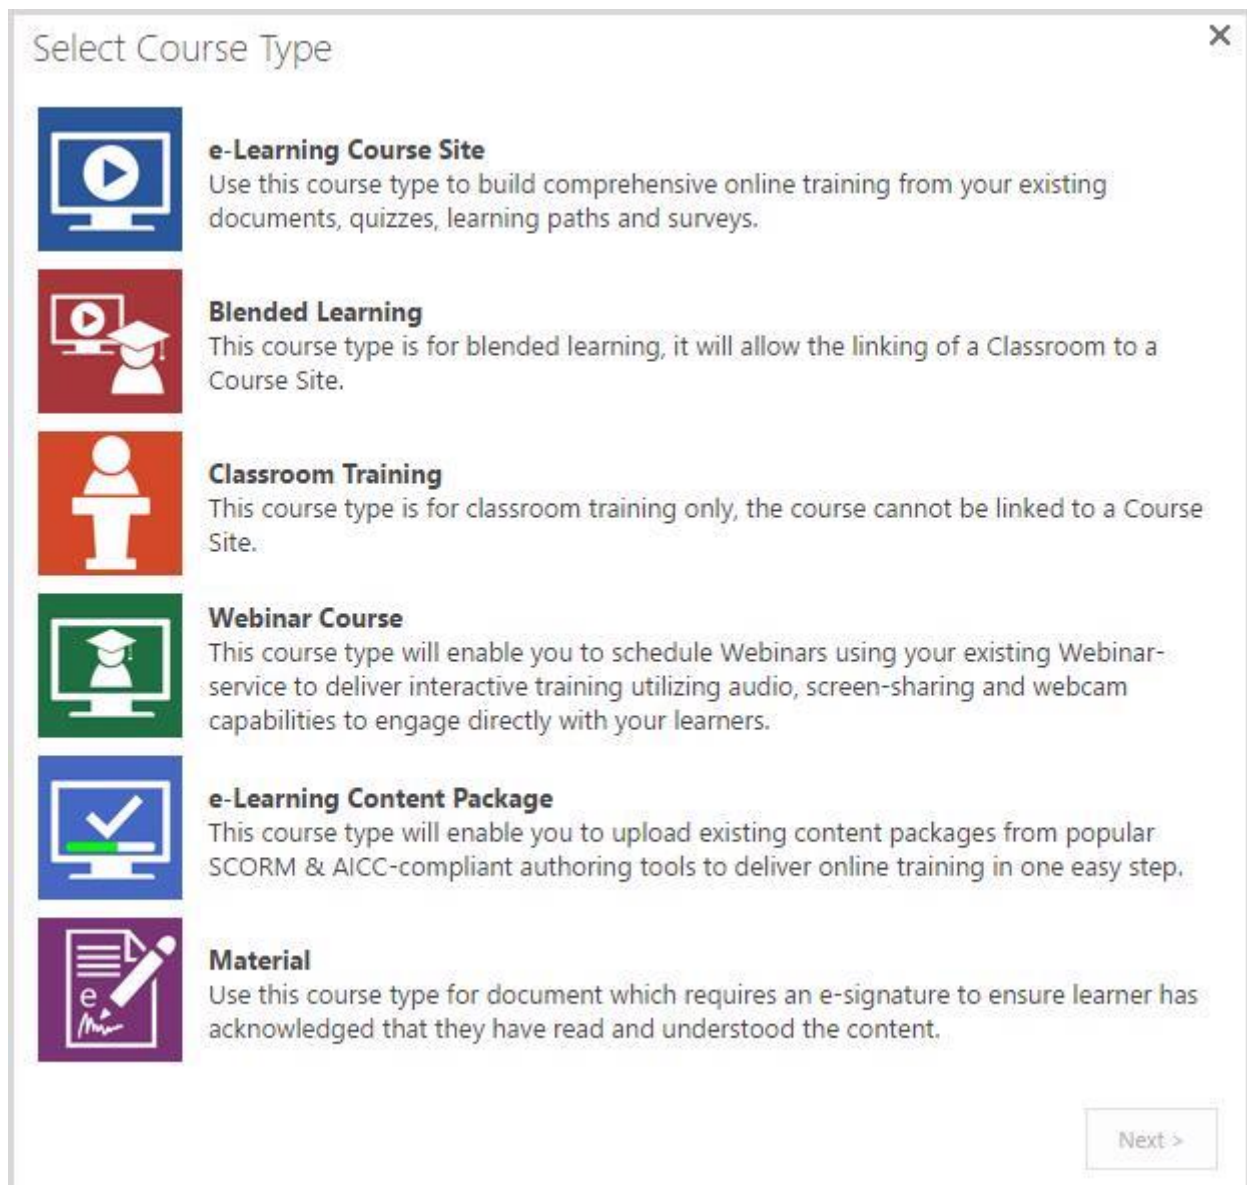 Select Course Type
e-Learning Course Site
Use this course type to build comprehensive online training from your existing
documents, quizzes, learning paths and surveys.
Blended Learning
This course type is for blended learning, it will allow the linking of a Classroom to a
Course Site.
Classroom Training
This course type is for classroom training only, the course cannot be linked to a Course
Site.
Webinar Course
This course type will enable you to schedule Webinars using your existing Webinar-
service to deliver interactive training utilizing audio, screen-sharing and webcam
capabilities to engage directly with your learners.
e-Learning Content Package
This course type will enable you to upload existing content packages from popular
SCORM & AICC-compliant authoring tools to deliver online training in one easy step.
e
Material
Use this course type for document which requires an e-signature to ensure learner has
acknowledged that they have read and understood the content.
Next >